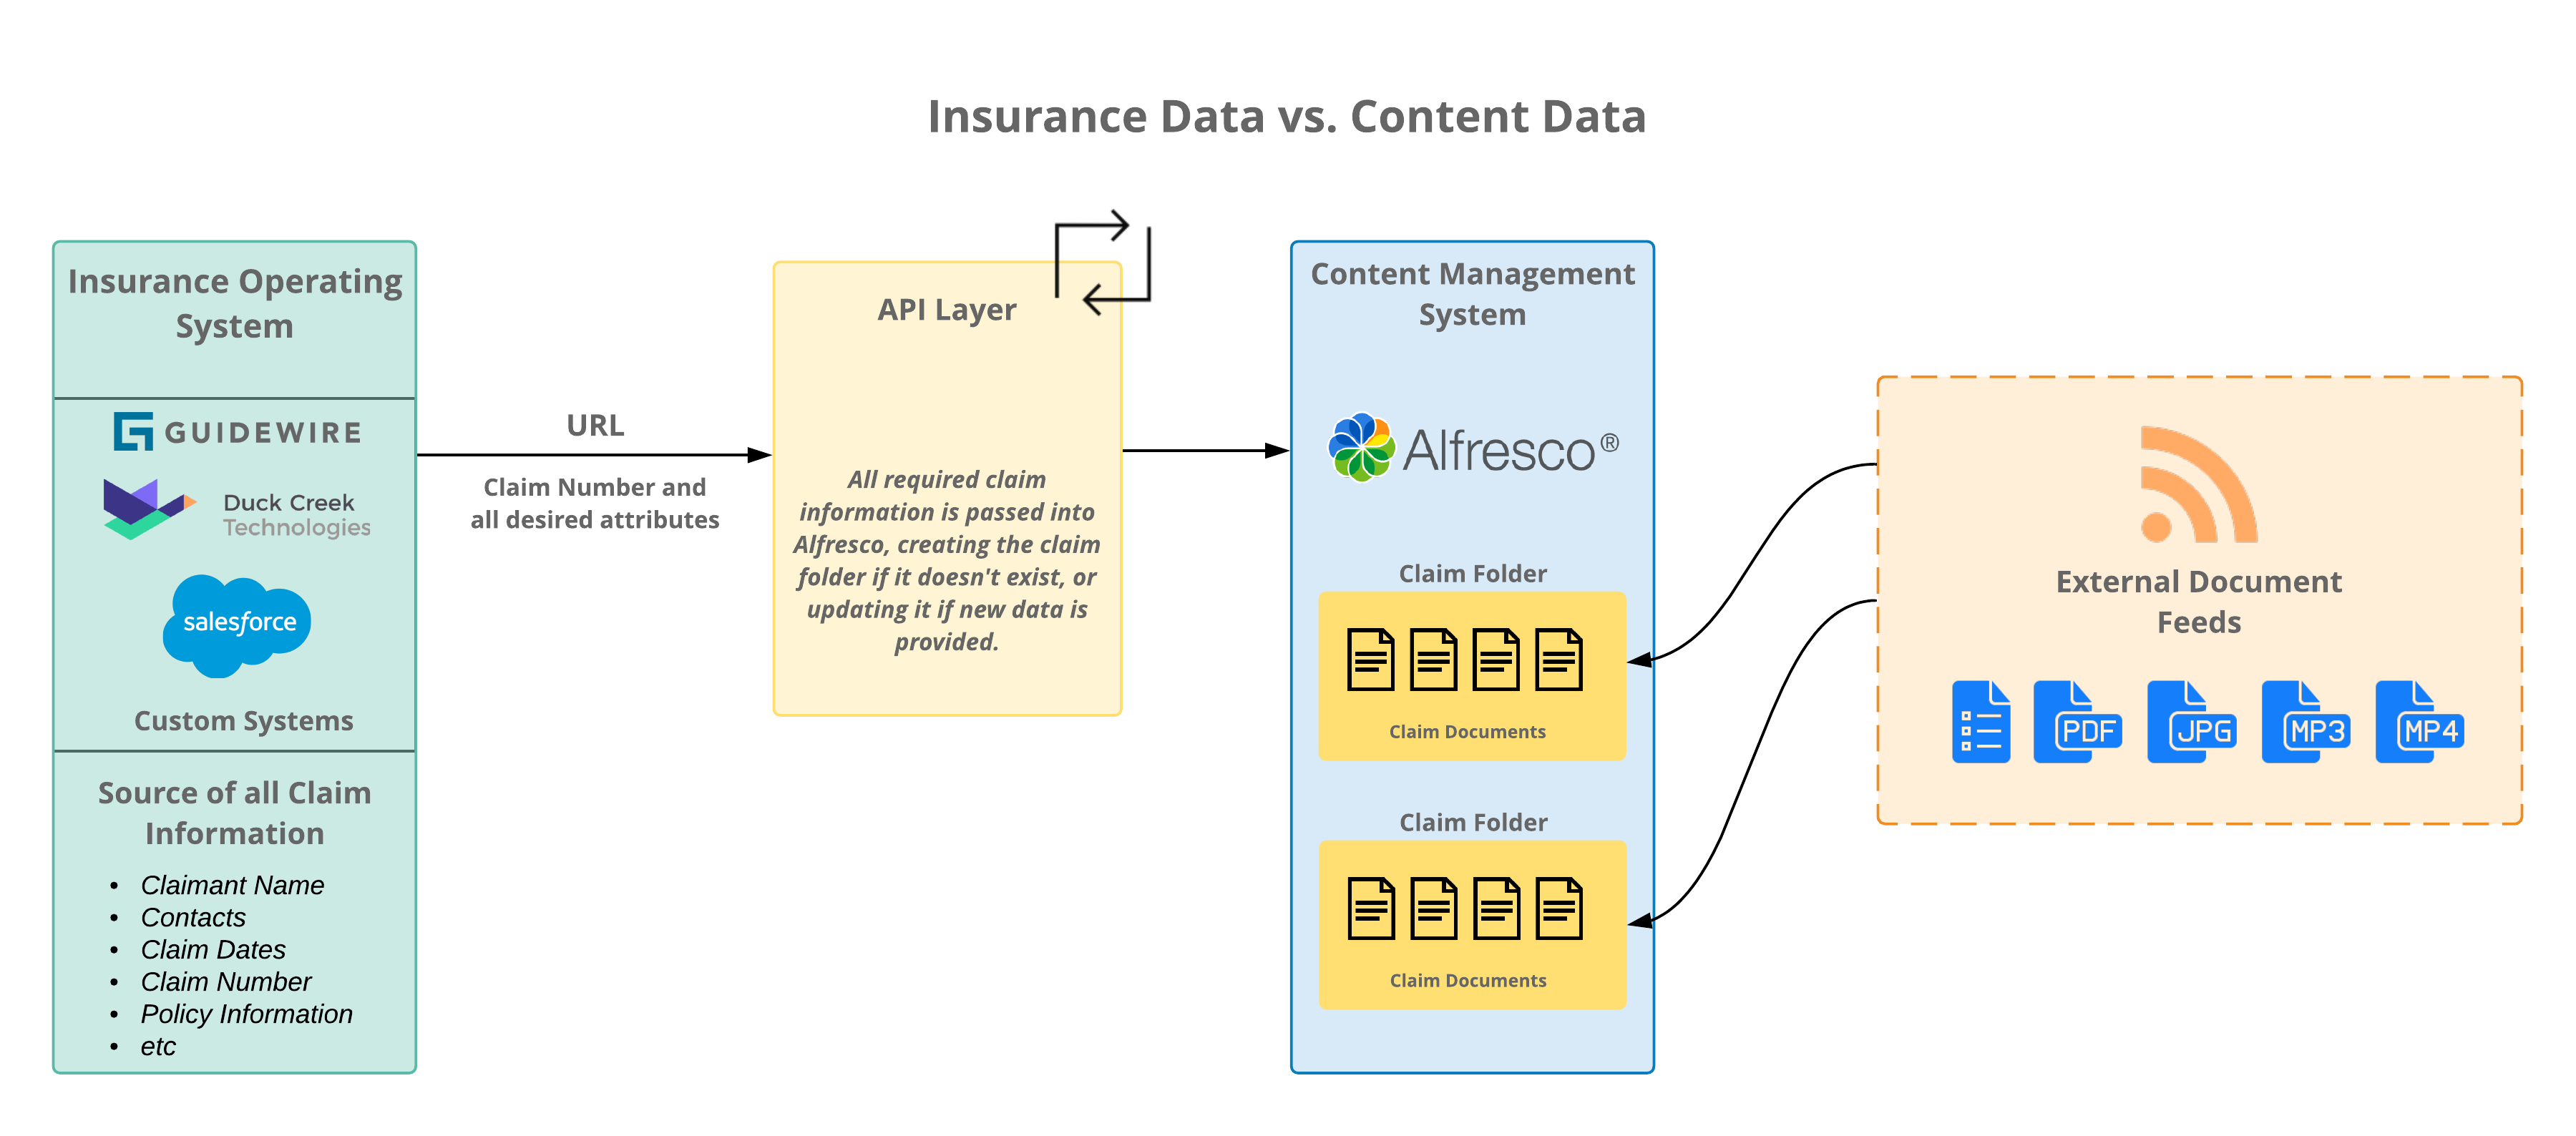 Insurance Data vs. Content Data
Insurance Operating
System
GUIDEWIRE
Duck Creek
Technologies
salesforce
Custom Systems
Source of all Claim
Information
• Claimant Name
• Contacts
• Claim Dates
• Claim Number
• Policy Information
• etc
URL
Claim Number and
all desired attributes
API Layer
All required claim
information is passed into
Alfresco, creating the claim
folder if it doesn't exist, or
updating it if new data is
provided.
Content Management
System
Alfresco®
Claim Folder
Claim Documents
Claim Folder
Claim Documents
External Document
Feeds
PDF
JPG
MP3
MP4